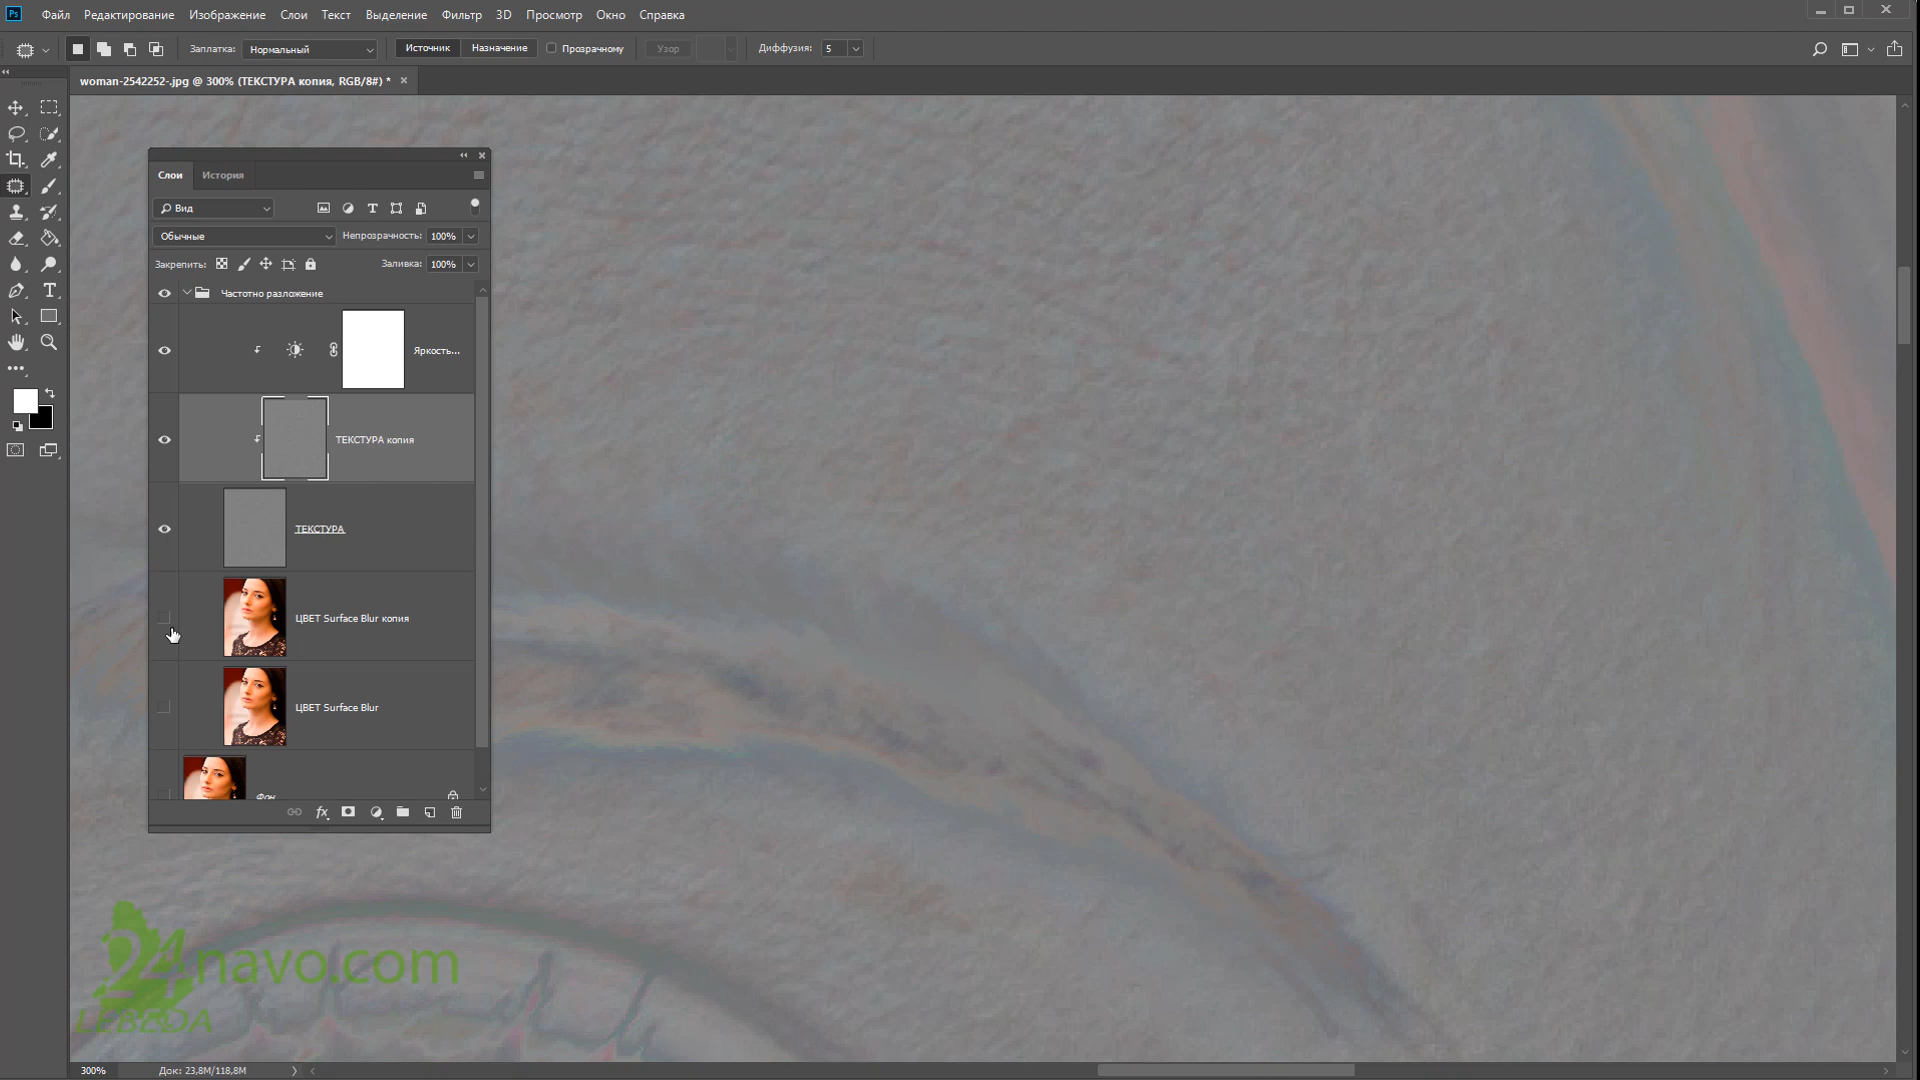 Ps Файл Редактирование Изображение Слои Текст Выделение Фильтр 3D Просмотр Окно Справка
Заплатка: Нормальный Источник Назначение Прозрачному Узор Диффузия: 5
woman-2542252-.jpg @ 300% (ТЕКСТУРА копия, RGB/8#) *
Слои История
Вид
Обычные Непрозрачность: 100%
Закрепить: Заливка: 100%
Частотно разложение
Яркость...
ТЕКСТУРА копия
ТЕКСТУРА
ЦВЕТ Surface Blur копия
ЦВЕТ Surface Blur
Фон
24navo.com
LEBEDA
300% Док: 23,8M/118,8M